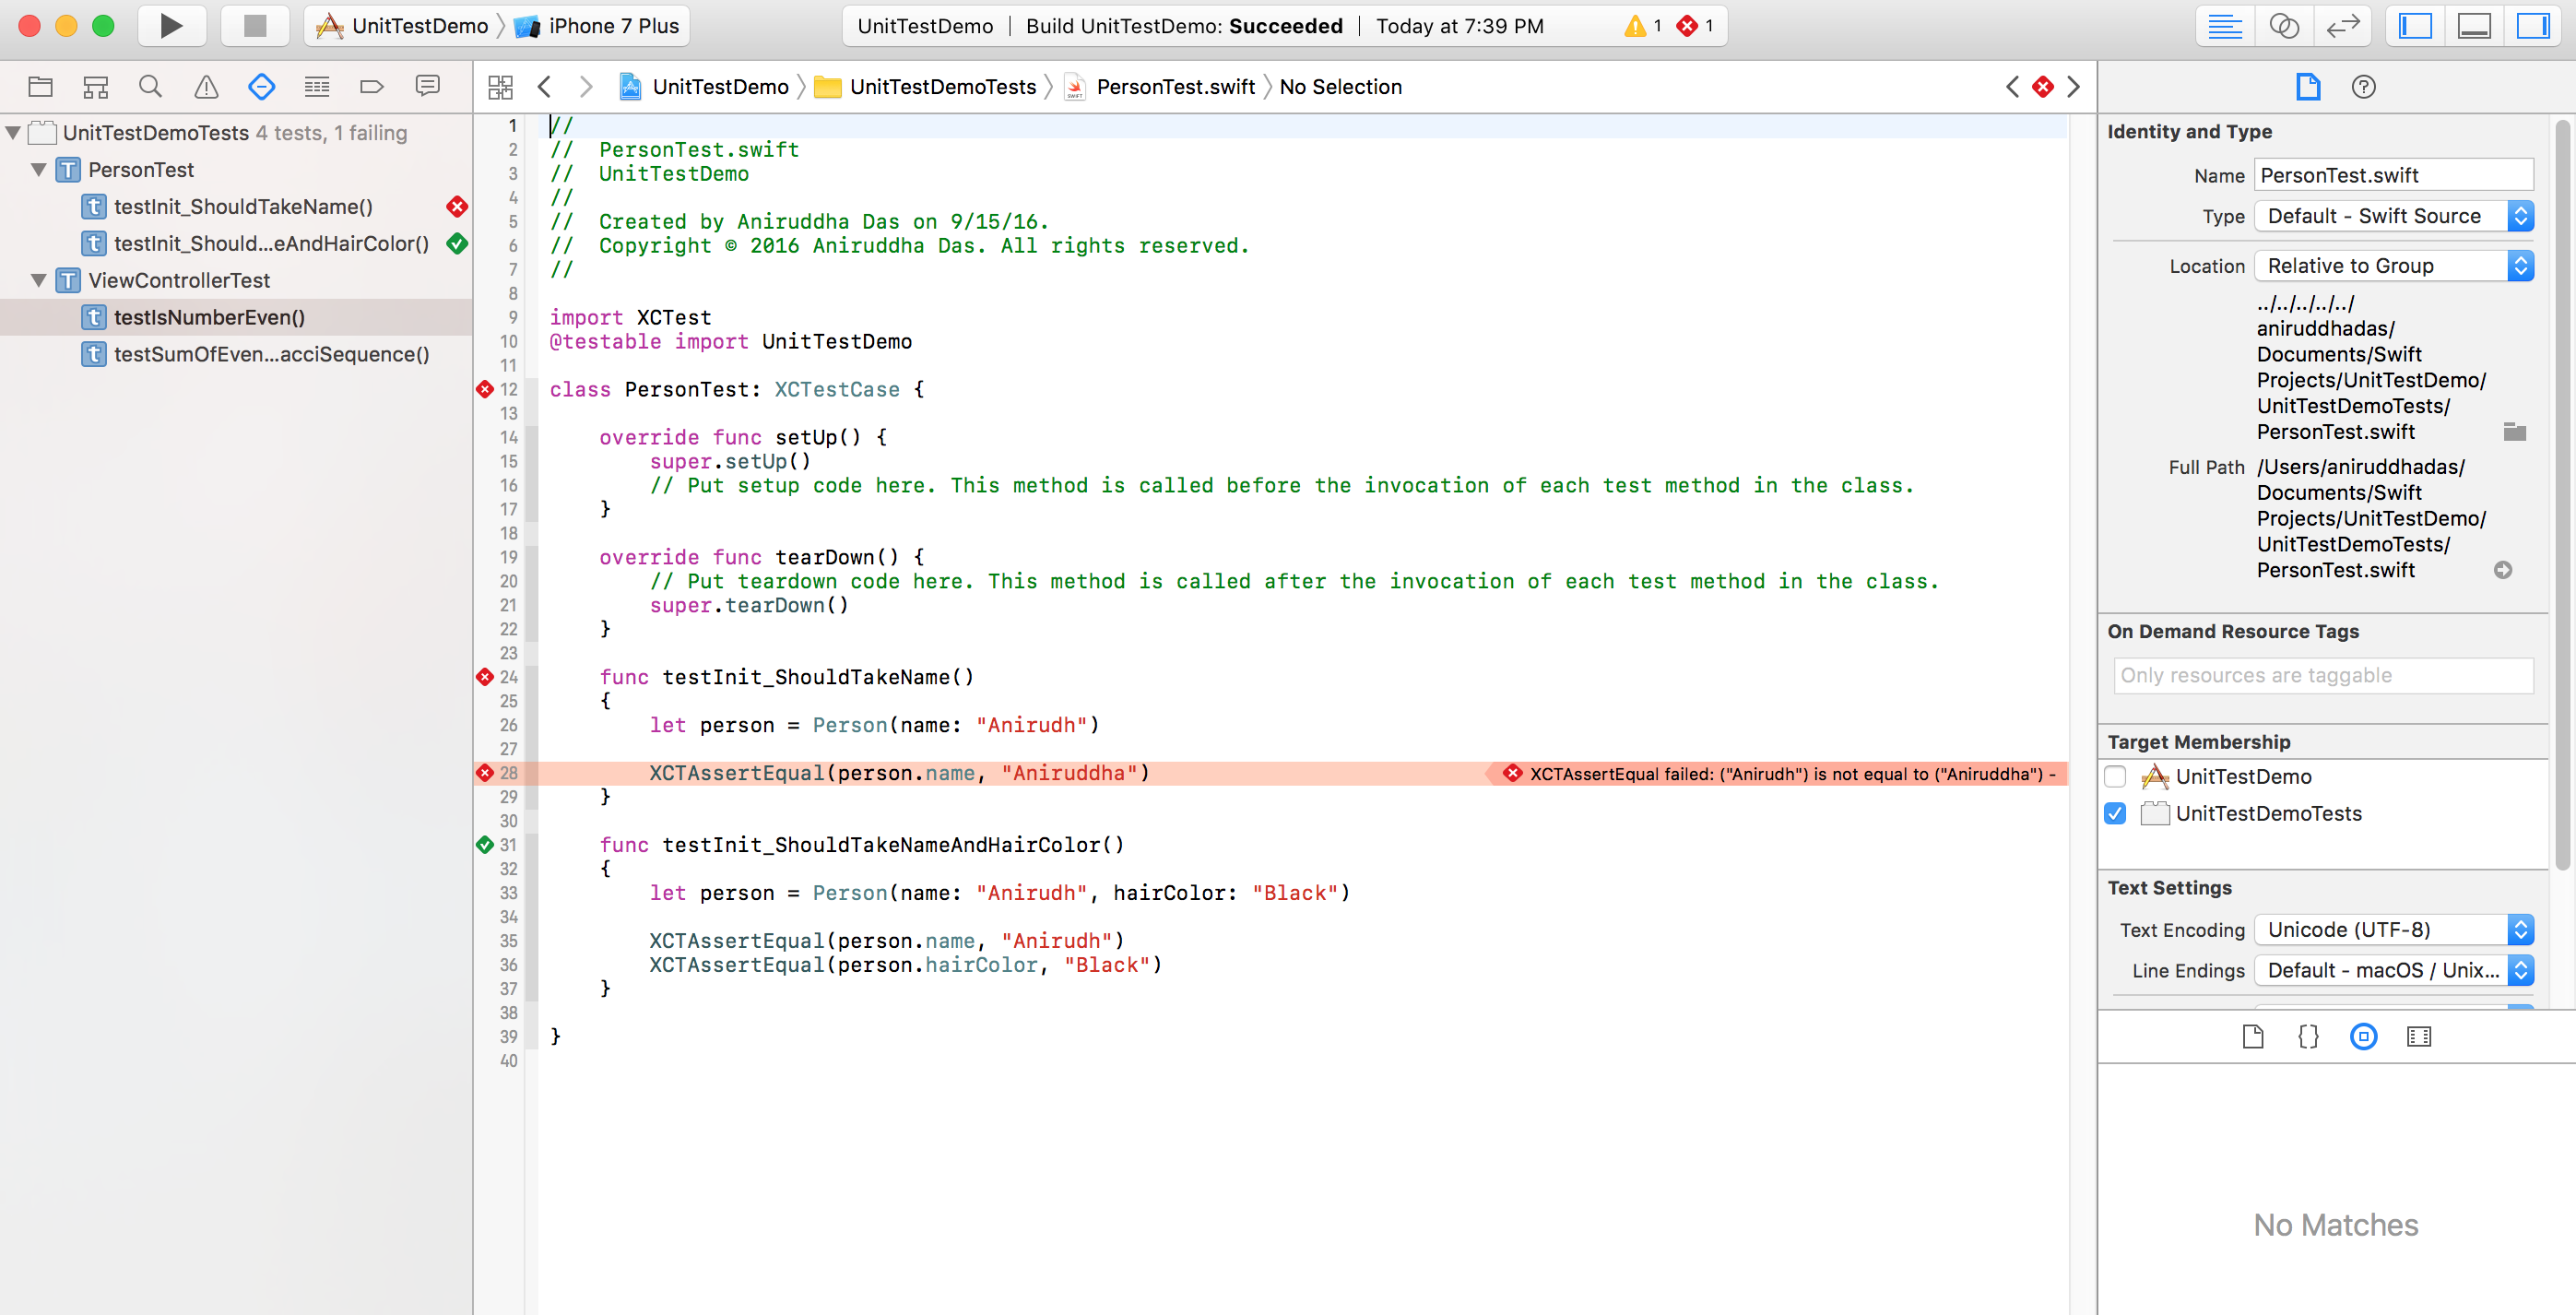 UnitTestDemo iPhone 7 Plus
UnitTestDemo | Build UnitTestDemo: Succeeded | Today at 7:39 PM 1 1
UnitTestDemo UnitTestDemoTests PersonTest.swift No Selection
UnitTestDemoTests 4 tests, 1 failing
PersonTest
testInit_ShouldTakeName()
testInit_Should...eAndHairColor()
ViewControllerTest
testIsNumberEven()
testSumOfEven...acciSequence()
1 //
2 //  PersonTest.swift
3 //  UnitTestDemo
4 //
5 //  Created by Aniruddha Das on 9/15/16.
6 //  Copyright © 2016 Aniruddha Das. All rights reserved.
7 //
8
9 import XCTest
10 @testable import UnitTestDemo
11
12 class PersonTest: XCTestCase {
13
14     override func setUp() {
15         super.setUp()
16         // Put setup code here. This method is called before the invocation of each test method in the class.
17     }
18
19     override func tearDown() {
20         // Put teardown code here. This method is called after the invocation of each test method in the class.
21         super.tearDown()
22     }
23
24     func testInit_ShouldTakeName()
25     {
26         let person = Person(name: "Anirudh")
27
28         XCTAssertEqual(person.name, "Aniruddha") XCTAssertEqual failed: ("Anirudh") is not equal to ("Aniruddha") -
29     }
30
31     func testInit_ShouldTakeNameAndHairColor()
32     {
33         let person = Person(name: "Anirudh", hairColor: "Black")
34
35         XCTAssertEqual(person.name, "Anirudh")
36         XCTAssertEqual(person.hairColor, "Black")
37     }
38
39 }
40
Identity and Type
Name PersonTest.swift
Type Default - Swift Source
Location Relative to Group
../../../../../
aniruddhadas/
Documents/Swift
Projects/UnitTestDemo/
UnitTestDemoTests/
PersonTest.swift
Full Path /Users/aniruddhadas/
Documents/Swift
Projects/UnitTestDemo/
UnitTestDemoTests/
PersonTest.swift
On Demand Resource Tags
Only resources are taggable
Target Membership
UnitTestDemo
UnitTestDemoTests
Text Settings
Text Encoding Unicode (UTF-8)
Line Endings Default - macOS / Unix...
No Matches